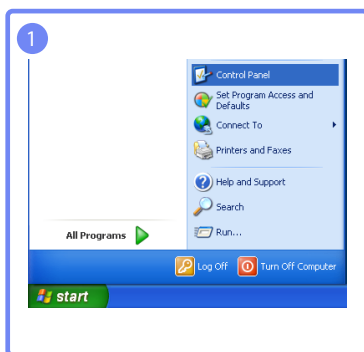 1
Control Panel
Set Program Access and
Defaults
Connect To
Printers and Faxes
Help and Support
Search
Run...
All Programs
Log Off
Turn Off Computer
start